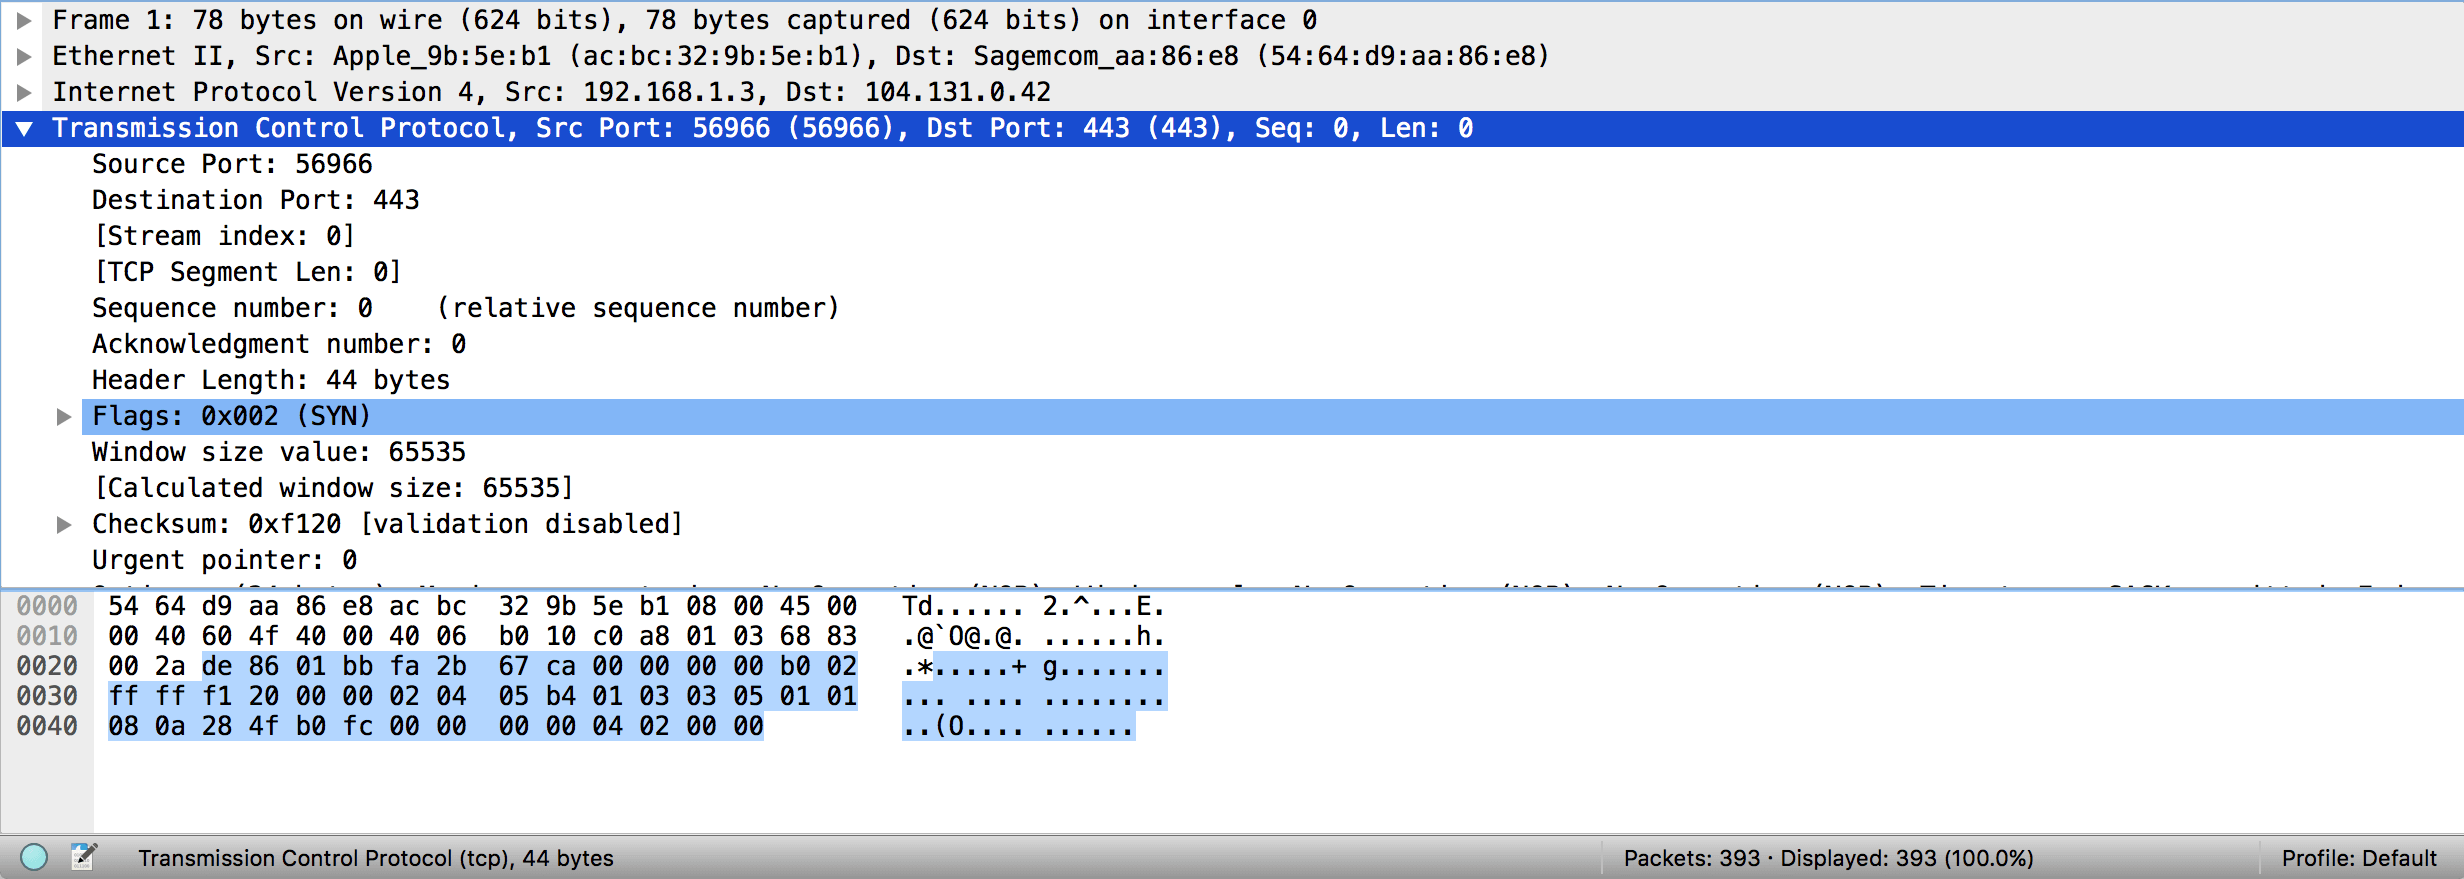 Frame 1: 78 bytes on wire (624 bits), 78 bytes captured (624 bits) on interface 0
Ethernet II, Src: Apple_9b:5e:b1 (ac:bc:32:9b:5e:b1), Dst: Sagemcom_aa:86:e8 (54:64:d9:aa:86:e8)
Internet Protocol Version 4, Src: 192.168.1.3, Dst: 104.131.0.42
Transmission Control Protocol, Src Port: 56966 (56966), Dst Port: 443 (443), Seq: 0, Len: 0
Source Port: 56966
Destination Port: 443
[Stream index: 0]
[TCP Segment Len: 0]
Sequence number: 0    (relative sequence number)
Acknowledgment number: 0
Header Length: 44 bytes
Flags: 0x002 (SYN)
Window size value: 65535
[Calculated window size: 65535]
Checksum: 0xf120 [validation disabled]
Urgent pointer: 0
0000  54 64 d9 aa 86 e8 ac bc  32 9b 5e b1 08 00 45 00   Td...... 2.^...E.
0010  00 40 60 4f 40 00 40 06  b0 10 c0 a8 01 03 68 83   .@`O@.@. ......h.
0020  00 2a de 86 01 bb fa 2b  67 ca 00 00 00 00 b0 02   .*.....+ g.......
0030  ff ff f1 20 00 00 02 04  05 b4 01 03 03 05 01 01   ... .... ........
0040  08 0a 28 4f b0 fc 00 00  00 00 04 02 00 00   ..(O.... ......
Transmission Control Protocol (tcp), 44 bytes
Packets: 393 · Displayed: 393 (100.0%)
Profile: Default